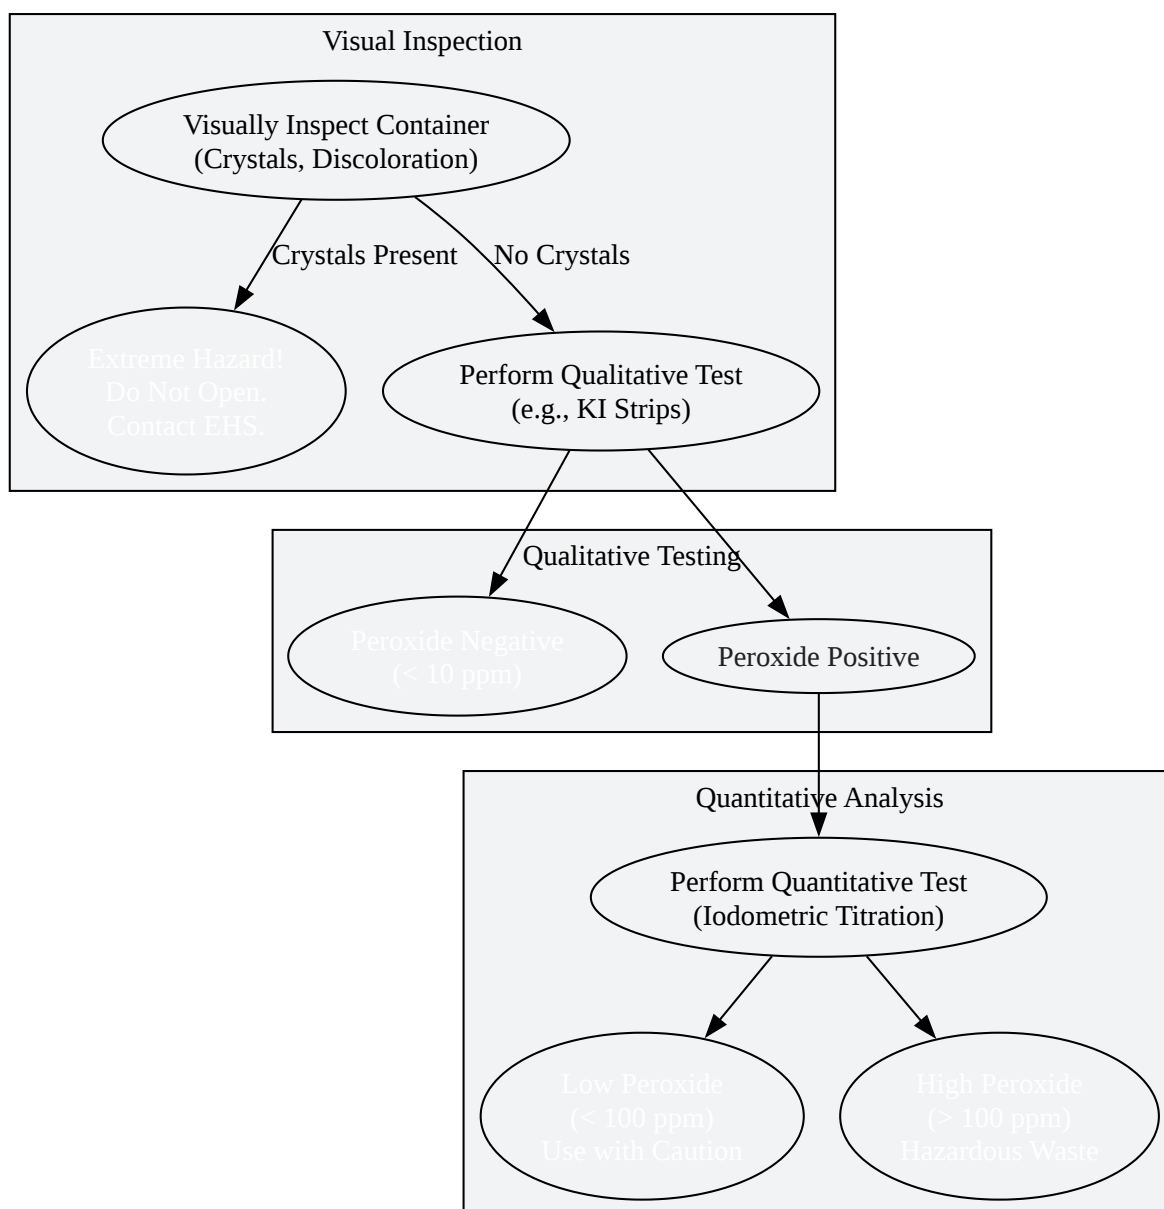 Visual Inspection
Visually Inspect Container
(Crystals, Discoloration)
Crystals Present
No Crystals
Extreme Hazard!
Do Not Open.
Contact EHS.
Perform Qualitative Test
(e.g., KI Strips)
Qualitative Testing
Peroxide Negative
(< 10 ppm)
Peroxide Positive
Quantitative Analysis
Perform Quantitative Test
(Iodometric Titration)
Low Peroxide
(< 100 ppm)
Use with Caution
High Peroxide
(> 100 ppm)
Hazardous Waste